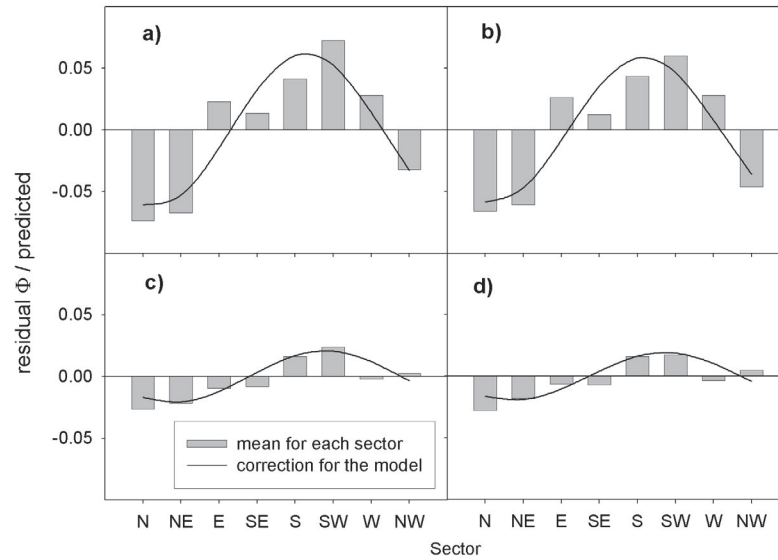 a)
b)
0.05
0.00
-0.05
residual Φ / predicted
c)
d)
0.05
0.00
-0.05
mean for each sector
correction for the model
N NE E SE S SW W NW
N NE E SE S SW W NW
Sector